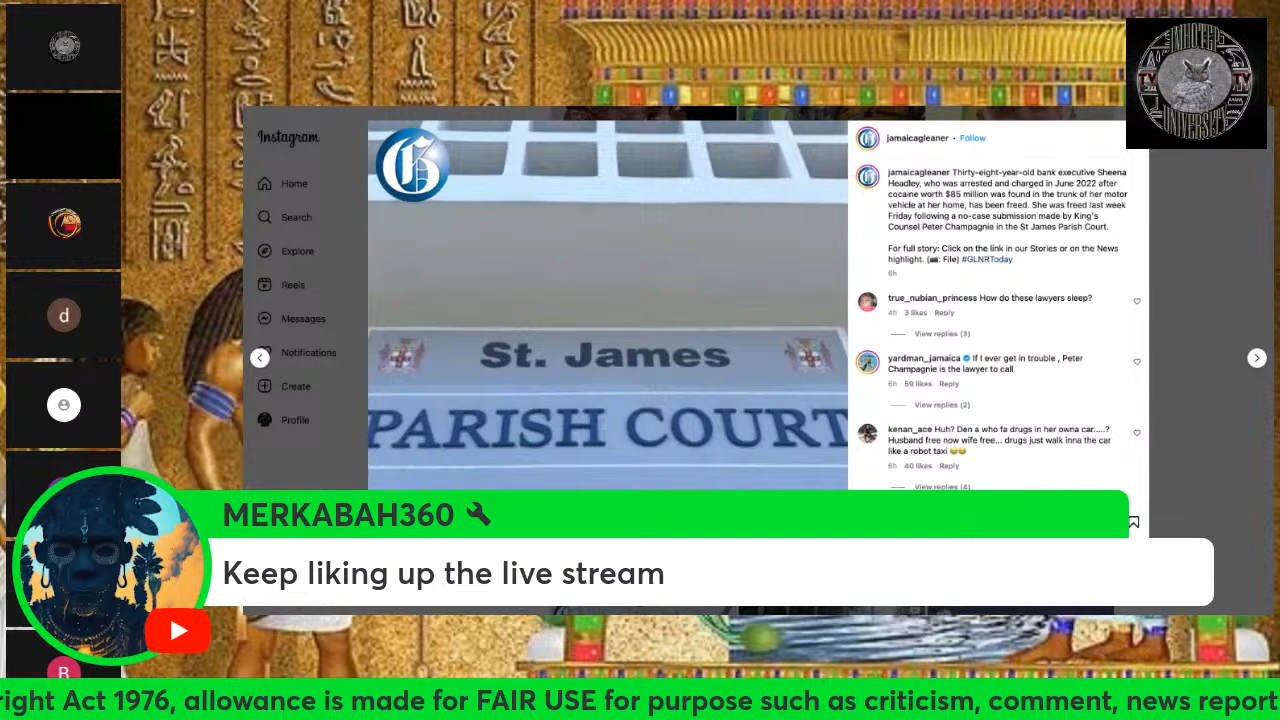 IMHOTEP
TV TV
UNIVERSITY
Instagram
Home
Search
Explore
Reels
Messages
Notifications
Create
Profile
G
St. James
PARISH COURT
jamaicagleaner • Follow
jamaicagleaner Thirty-eight-year-old bank executive Sheena
Headley, who was arrested and charged in June 2022 after
cocaine worth $85 million was found in the trunk of her motor
vehicle at her home, has been freed. She was freed last week
Friday following a no-case submission made by King's
Counsel Peter Champagnie in the St James Parish Court.
For full story: Click on the link in our Stories or on the News
highlight. (📷: File) #GLNRToday
6h
true_nubian_princess How do these lawyers sleep?
4h 3 likes Reply
View replies (3)
yardman_jamaica If I ever get in trouble , Peter
Champagnie is the lawyer to call
6h 59 likes Reply
View replies (2)
kenan_ace Huh? Den a who fa drugs in her owna car.....?
Husband free now wife free... drugs just walk inna the car
like a robot taxi 😂😂
6h 40 likes Reply
View replies (4)
d
MERKABAH360
Keep liking up the live stream
B
right Act 1976, allowance is made for FAIR USE for purpose such as criticism, comment, news report